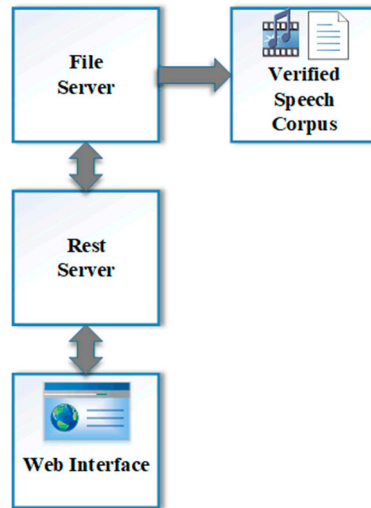 File
Server
Verified
Speech
Corpus
Rest
Server
Web Interface